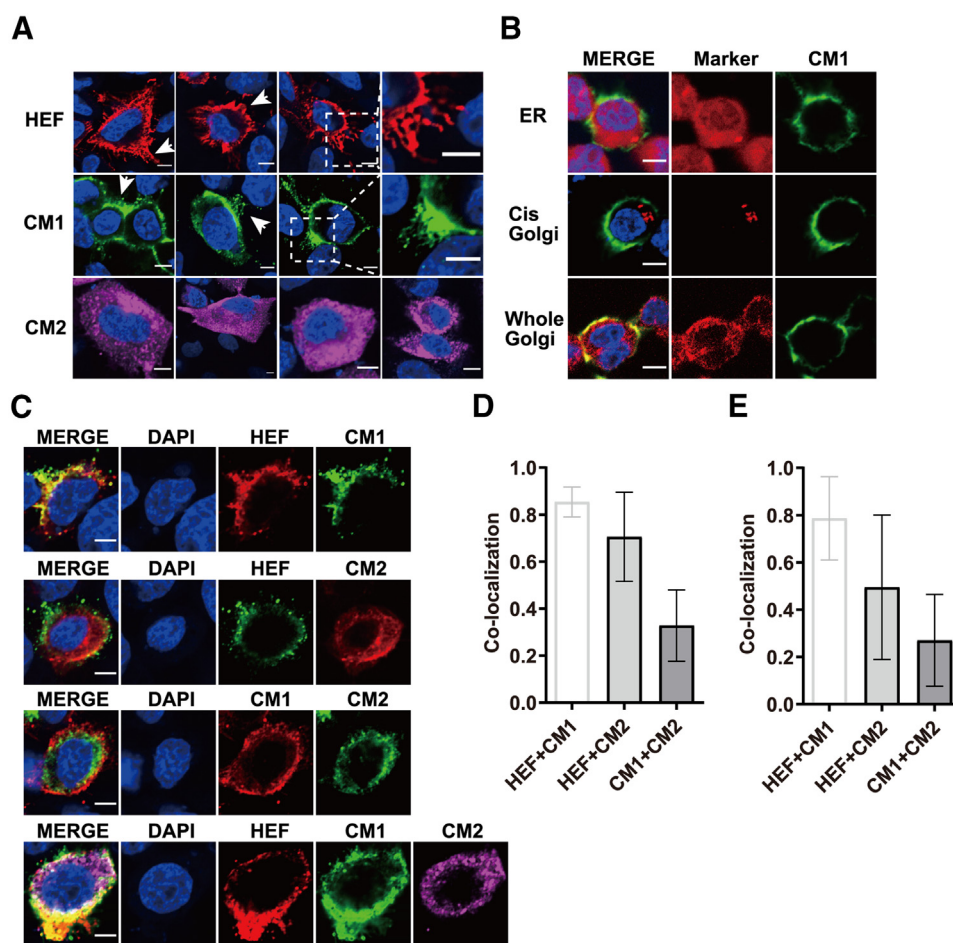 A
HEF
CM1
CM2
B
MERGE Marker CM1
ER
Cis
Golgi
Whole
Golgi
C
MERGE DAPI HEF CM1
MERGE DAPI HEF CM2
MERGE DAPI CM1 CM2
MERGE DAPI HEF CM1 CM2
D
Co-localization
1.0
0.8
0.6
0.4
0.2
0.0
HEF+CM1
HEF+CM2
CM1+CM2
E
Co-localization
1.0
0.8
0.6
0.4
0.2
0.0
HEF+CM1
HEF+CM2
CM1+CM2